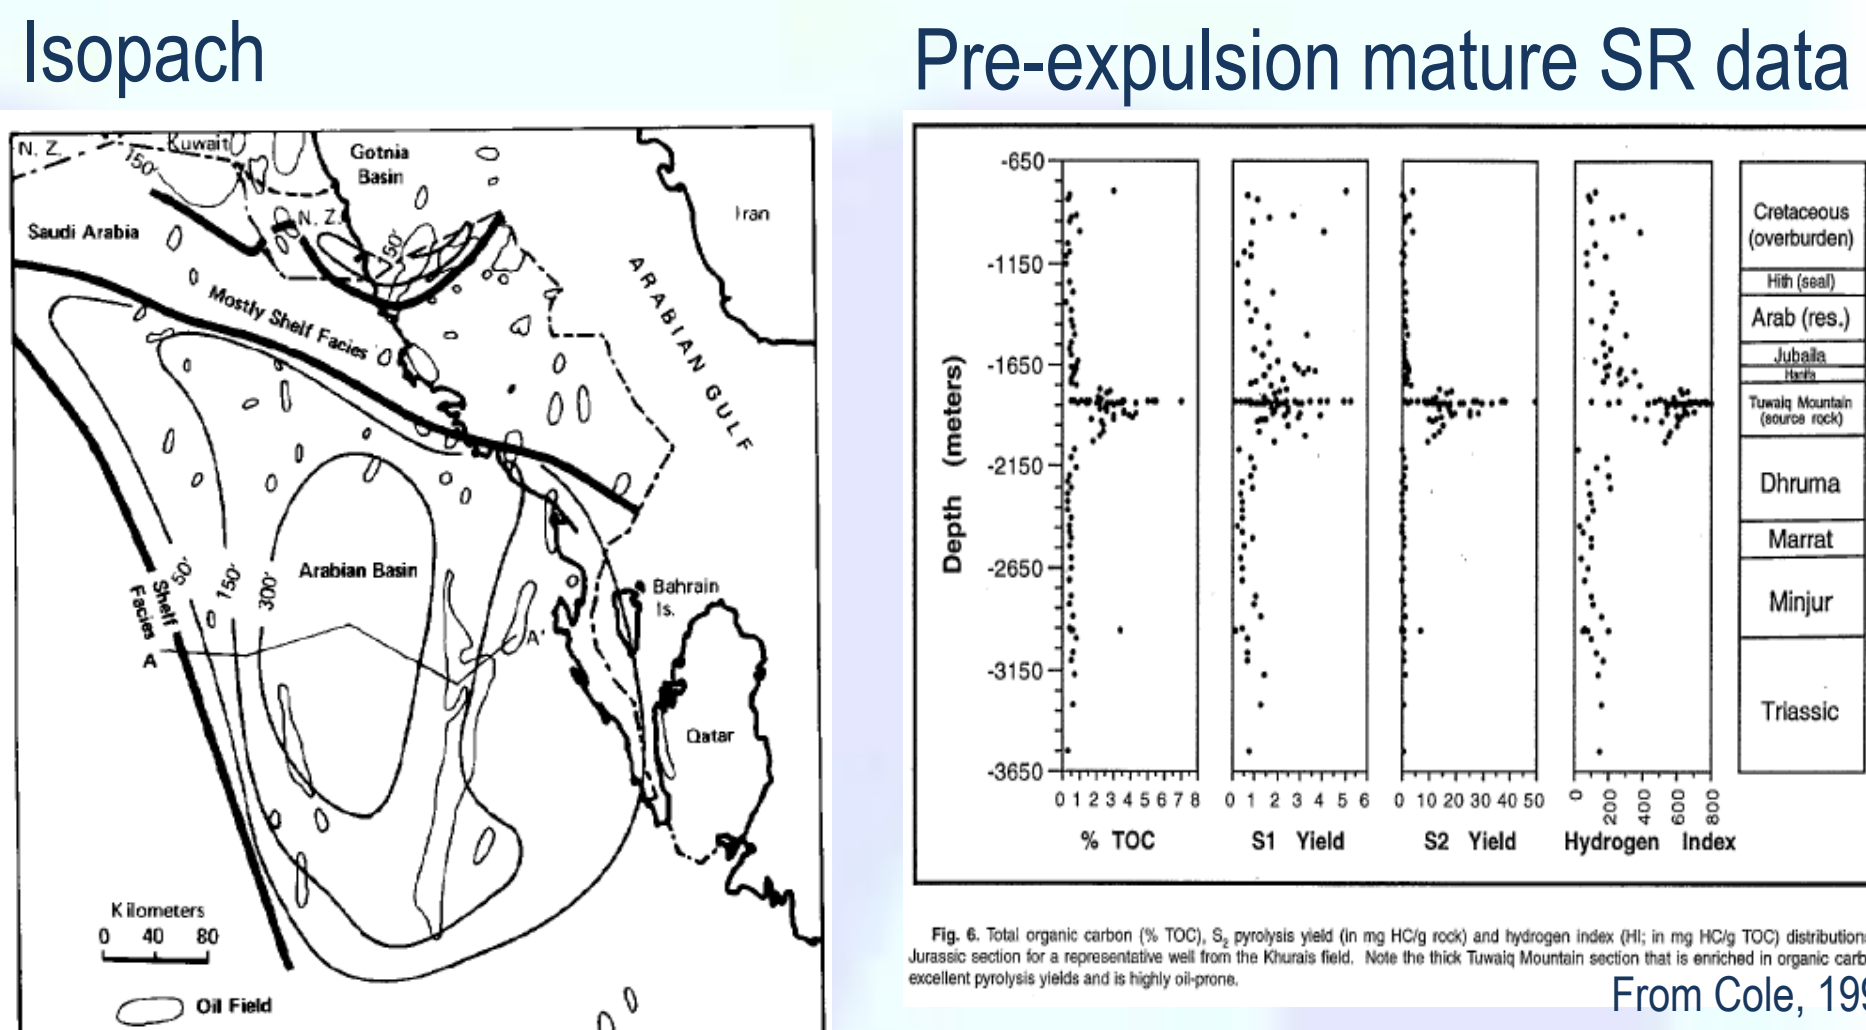 Isopach
Pre-expulsion mature SR data
N. Z.
Kuwait
150'
Gotnia
Basin
Iran
N. Z.
Saudi Arabia
50'
Mostly Shelf Facies
ARABIAN GULF
Arabian Basin
50'
150'
300'
Shelf
Facies
A
A'
Bahrain
Is.
Qatar
Kilometers
0 40 80
Oil Field
Depth (meters)
-650
-1150
-1650
-2150
-2650
-3150
-3650
0 1 2 3 4 5 6 7 8
0 1 2 3 4 5 6
0 10 20 30 40 50
0 200 400 600 800
% TOC
S1 Yield
S2 Yield
Hydrogen Index
Cretaceous
(overburden)
Hith (seal)
Arab (res.)
Jubaila
Hanifa
Tuwaiq Mountain
(source rock)
Dhruma
Marrat
Minjur
Triassic
Fig. 6. Total organic carbon (% TOC), S2 pyrolysis yield (in mg HC/g rock) and hydrogen index (HI; in mg HC/g TOC) distribution
Jurassic section for a representative well from the Khurais field. Note the thick Tuwaiq Mountain section that is enriched in organic carb
excellent pyrolysis yields and is highly oil-prone.
From Cole, 199